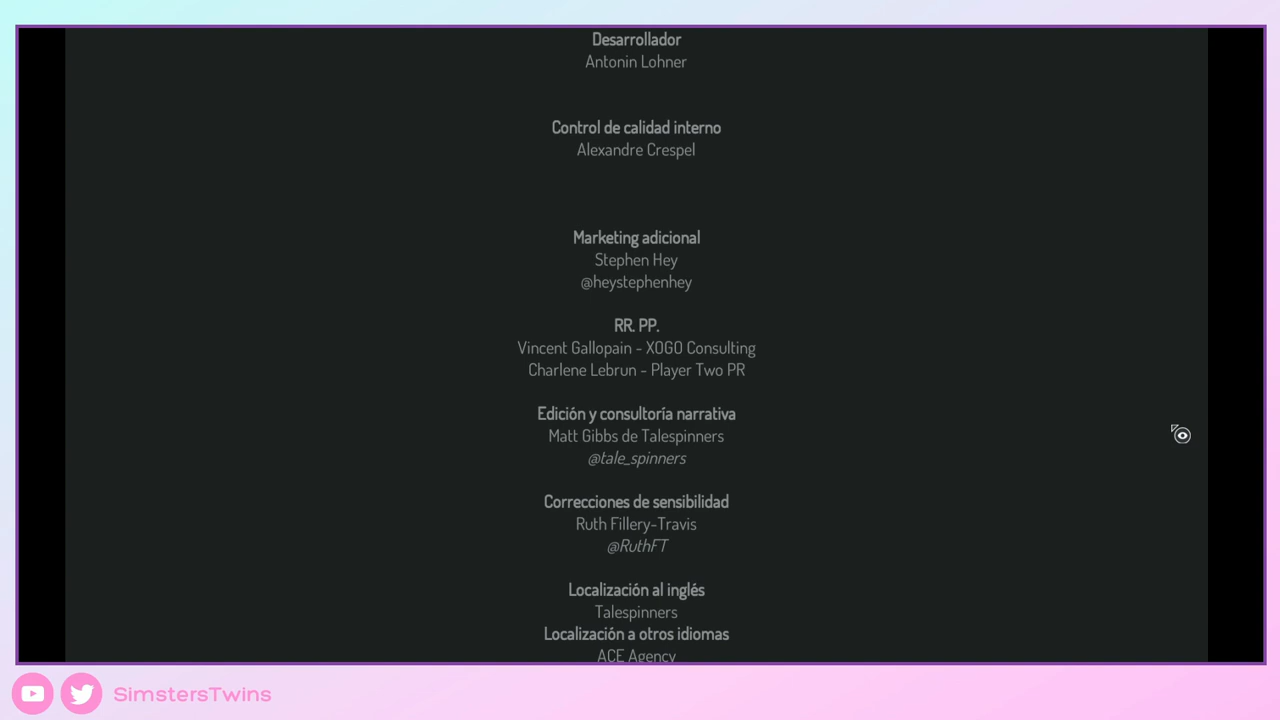 Desarrollador
Antonin Lohner
Control de calidad interno
Alexandre Crespel
Marketing adicional
Stephen Hey
@heystephenhey
RR. PP.
Vincent Gallopain - XOGO Consulting
Charlene Lebrun - Player Two PR
Edición y consultoría narrativa
Matt Gibbs de Talespinners
@tale_spinners
Correcciones de sensibilidad
Ruth Fillery-Travis
@RuthFT
Localización al inglés
Talespinners
Localización a otros idiomas
ACE Agency
SimstersTwins